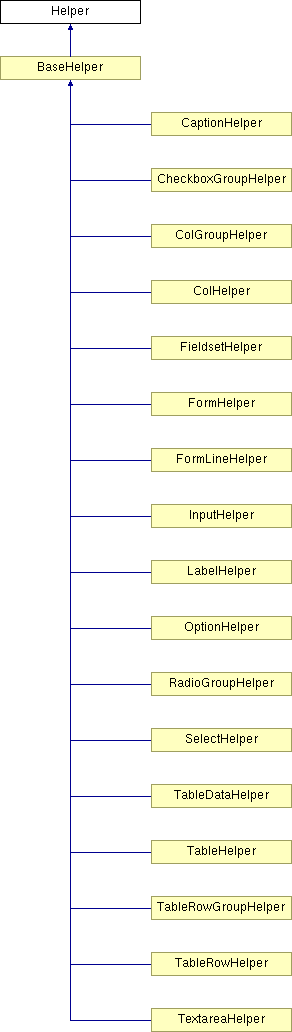 Helper
BaseHelper
CaptionHelper
CheckboxGroupHelper
ColGroupHelper
ColHelper
FieldsetHelper
FormHelper
FormLineHelper
InputHelper
LabelHelper
OptionHelper
RadioGroupHelper
SelectHelper
TableDataHelper
TableHelper
TableRowGroupHelper
TableRowHelper
TextareaHelper